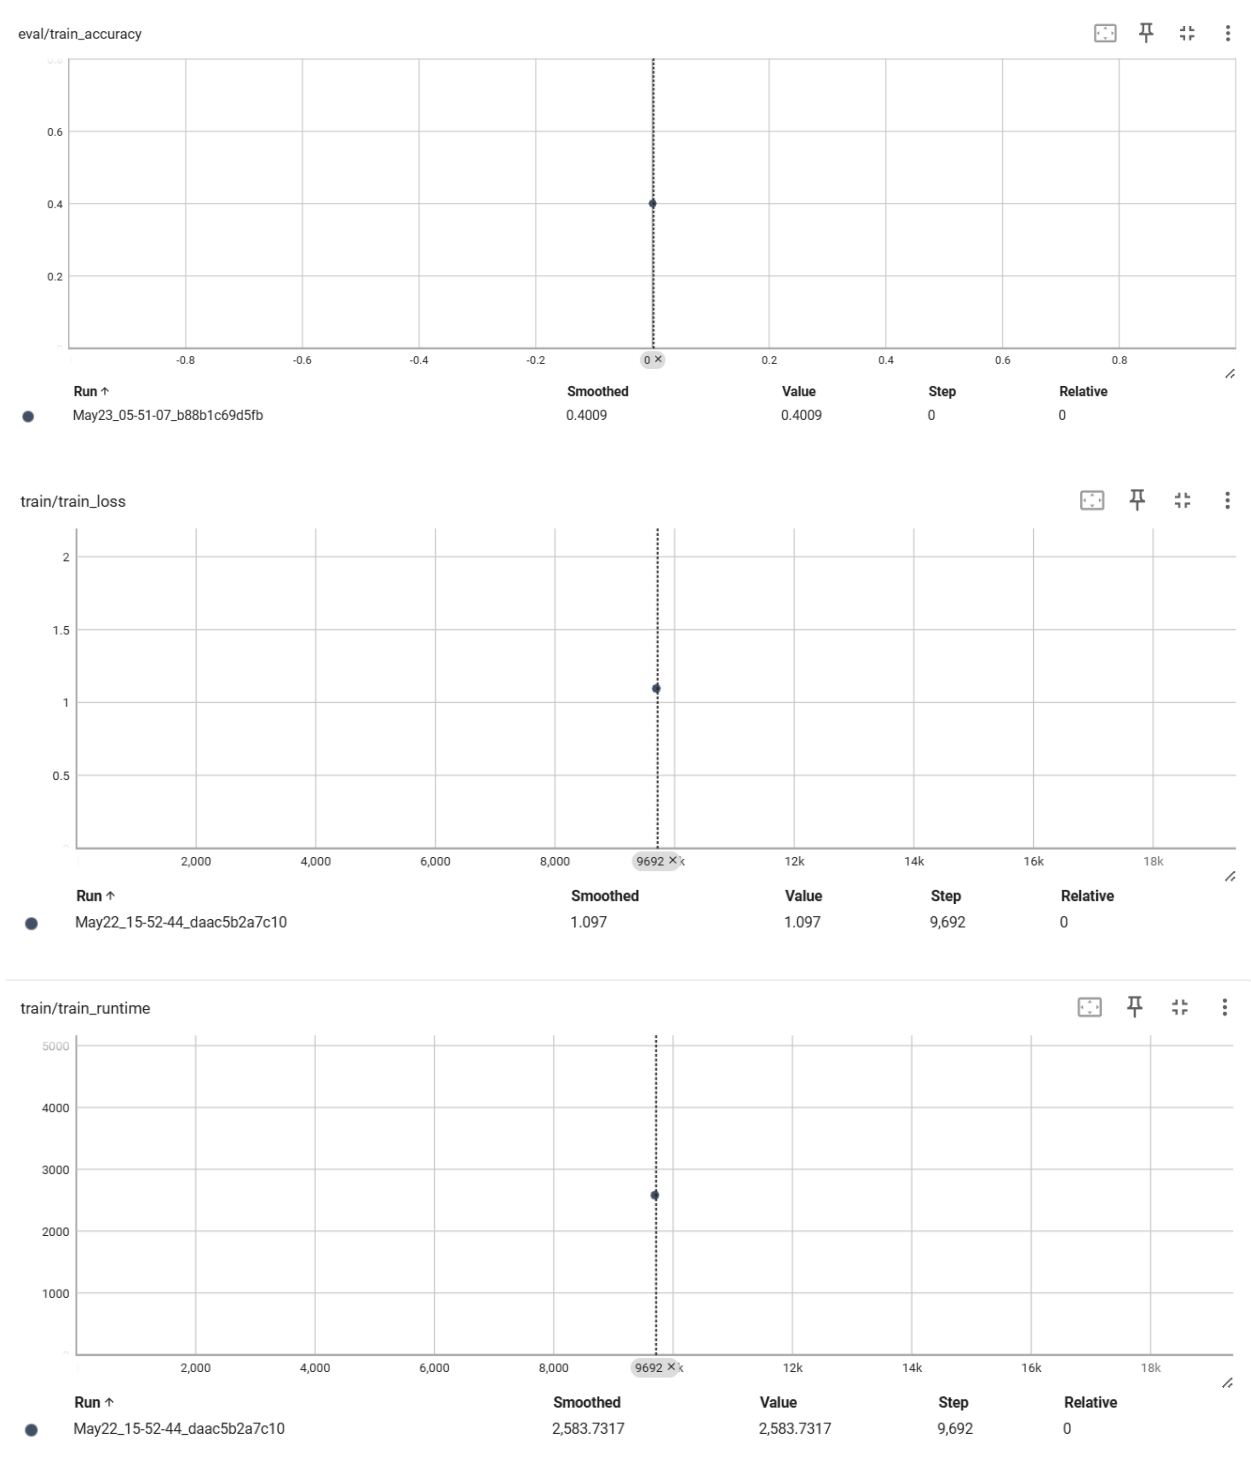 eval/train_accuracy
0.6
0.4
0.2
-0.8 -0.6 -0.4 -0.2 0 × 0.2 0.4 0.6 0.8
Run ↑ Smoothed Value Step Relative
May23_05-51-07_b88b1c69d5fb 0.4009 0.4009 0 0
train/train_loss
2
1.5
1
0.5
2,000 4,000 6,000 8,000 9692 × k 12k 14k 16k 18k
Run ↑ Smoothed Value Step Relative
May22_15-52-44_daac5b2a7c10 1.097 1.097 9,692 0
train/train_runtime
5000
4000
3000
2000
1000
2,000 4,000 6,000 8,000 9692 × k 12k 14k 16k 18k
Run ↑ Smoothed Value Step Relative
May22_15-52-44_daac5b2a7c10 2,583.7317 2,583.7317 9,692 0